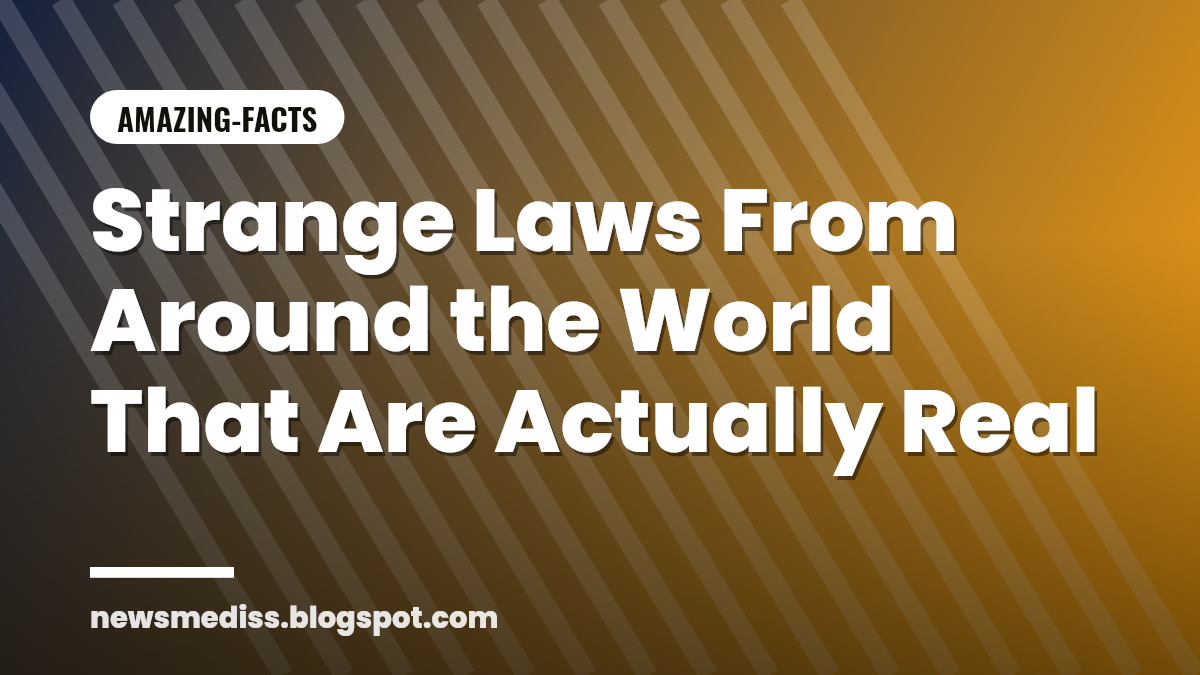 AMAZING-FACTS
Strange Laws From
Around the World
That Are Actually Real
newsmediss.blogspot.com